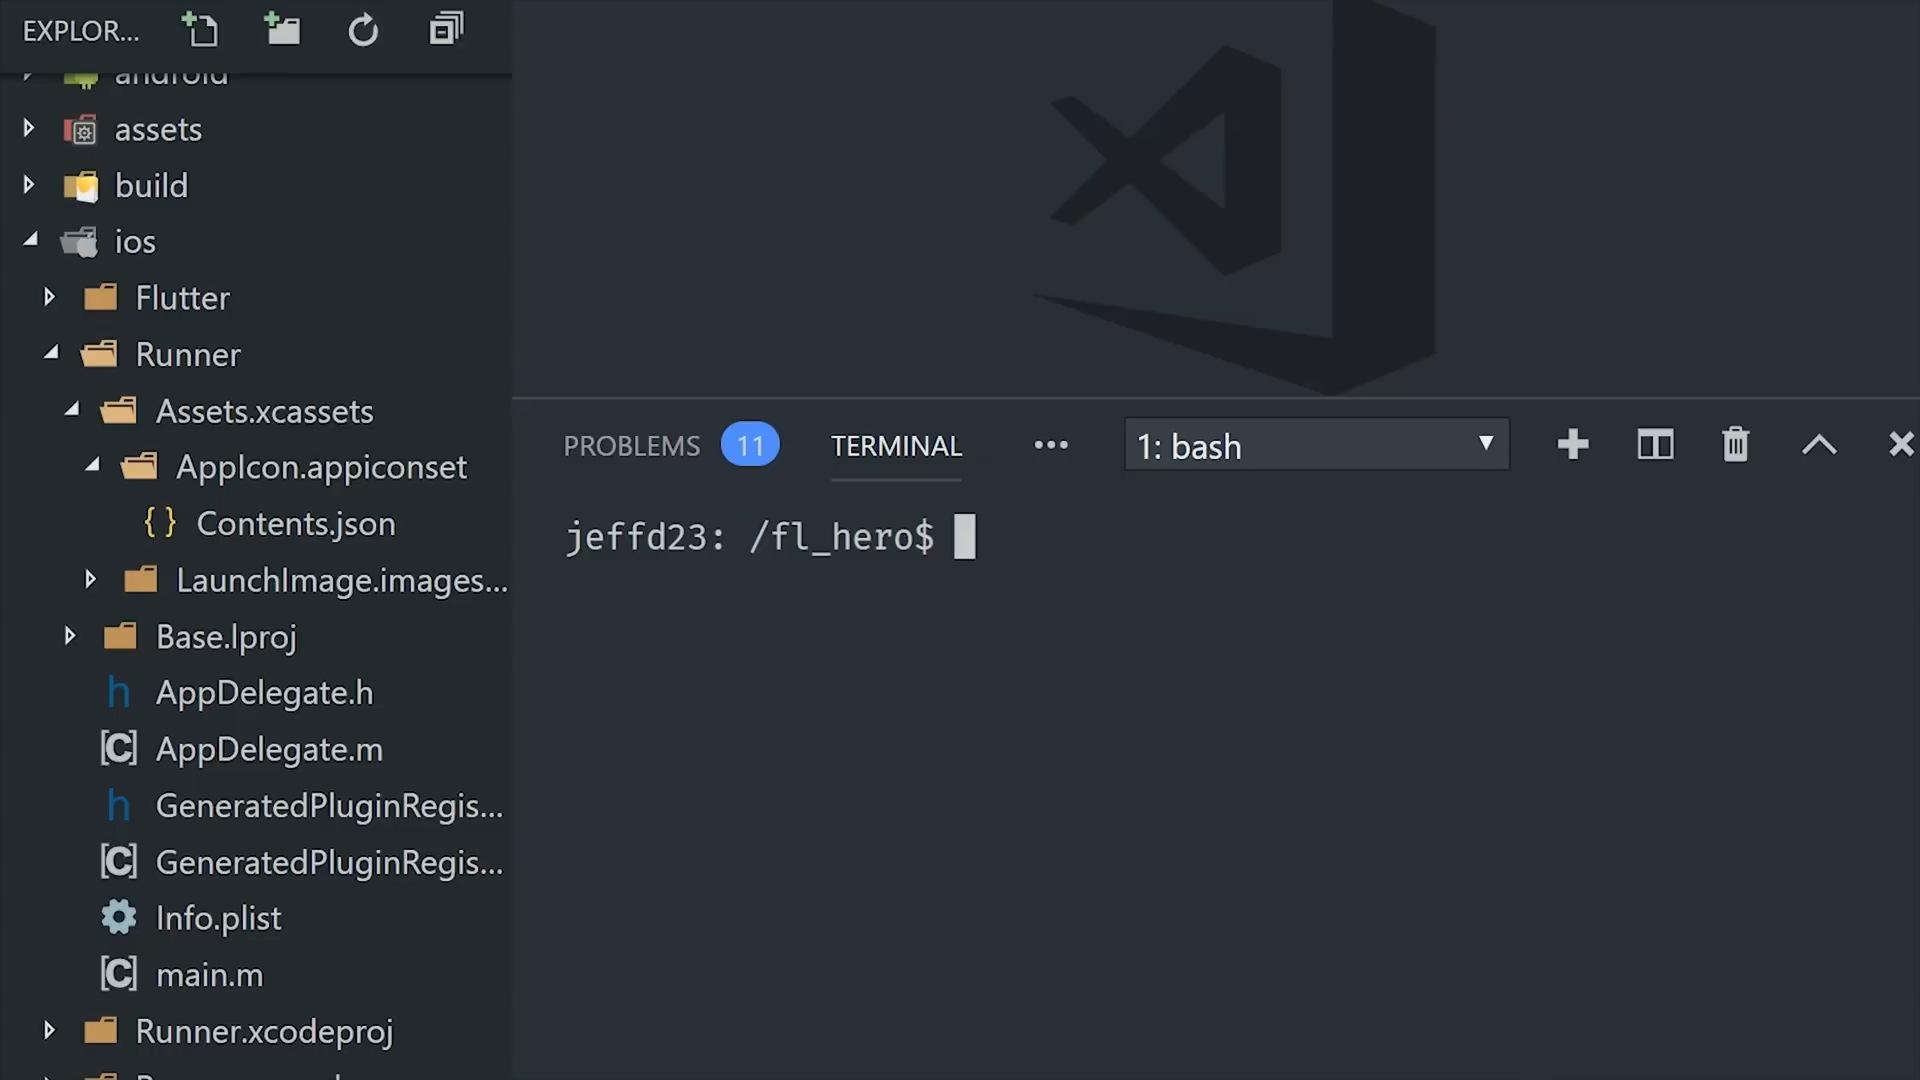 EXPLOR...
android
assets
build
ios
Flutter
Runner
Assets.xcassets
AppIcon.appiconset
{ } Contents.json
LaunchImage.images...
Base.lproj
h AppDelegate.h
[C] AppDelegate.m
h GeneratedPluginRegis...
[C] GeneratedPluginRegis...
Info.plist
[C] main.m
Runner.xcodeproj
PROBLEMS 11 TERMINAL ... 1: bash
jeffd23: /fl_hero$